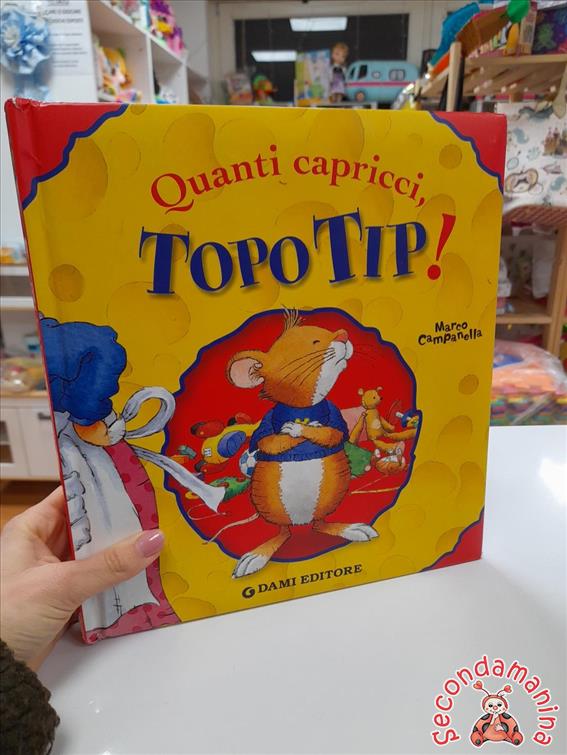 Quanti capricci,
TOPO TIP!
Marco
Campanella
G DAMI EDITORE
Secondamanina